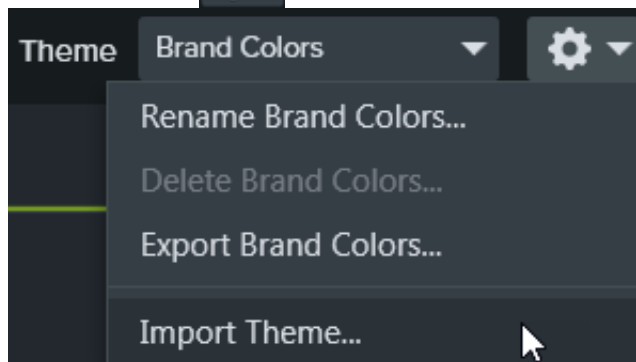 Theme Brand Colors
Rename Brand Colors...
Delete Brand Colors...
Export Brand Colors...
Import Theme...